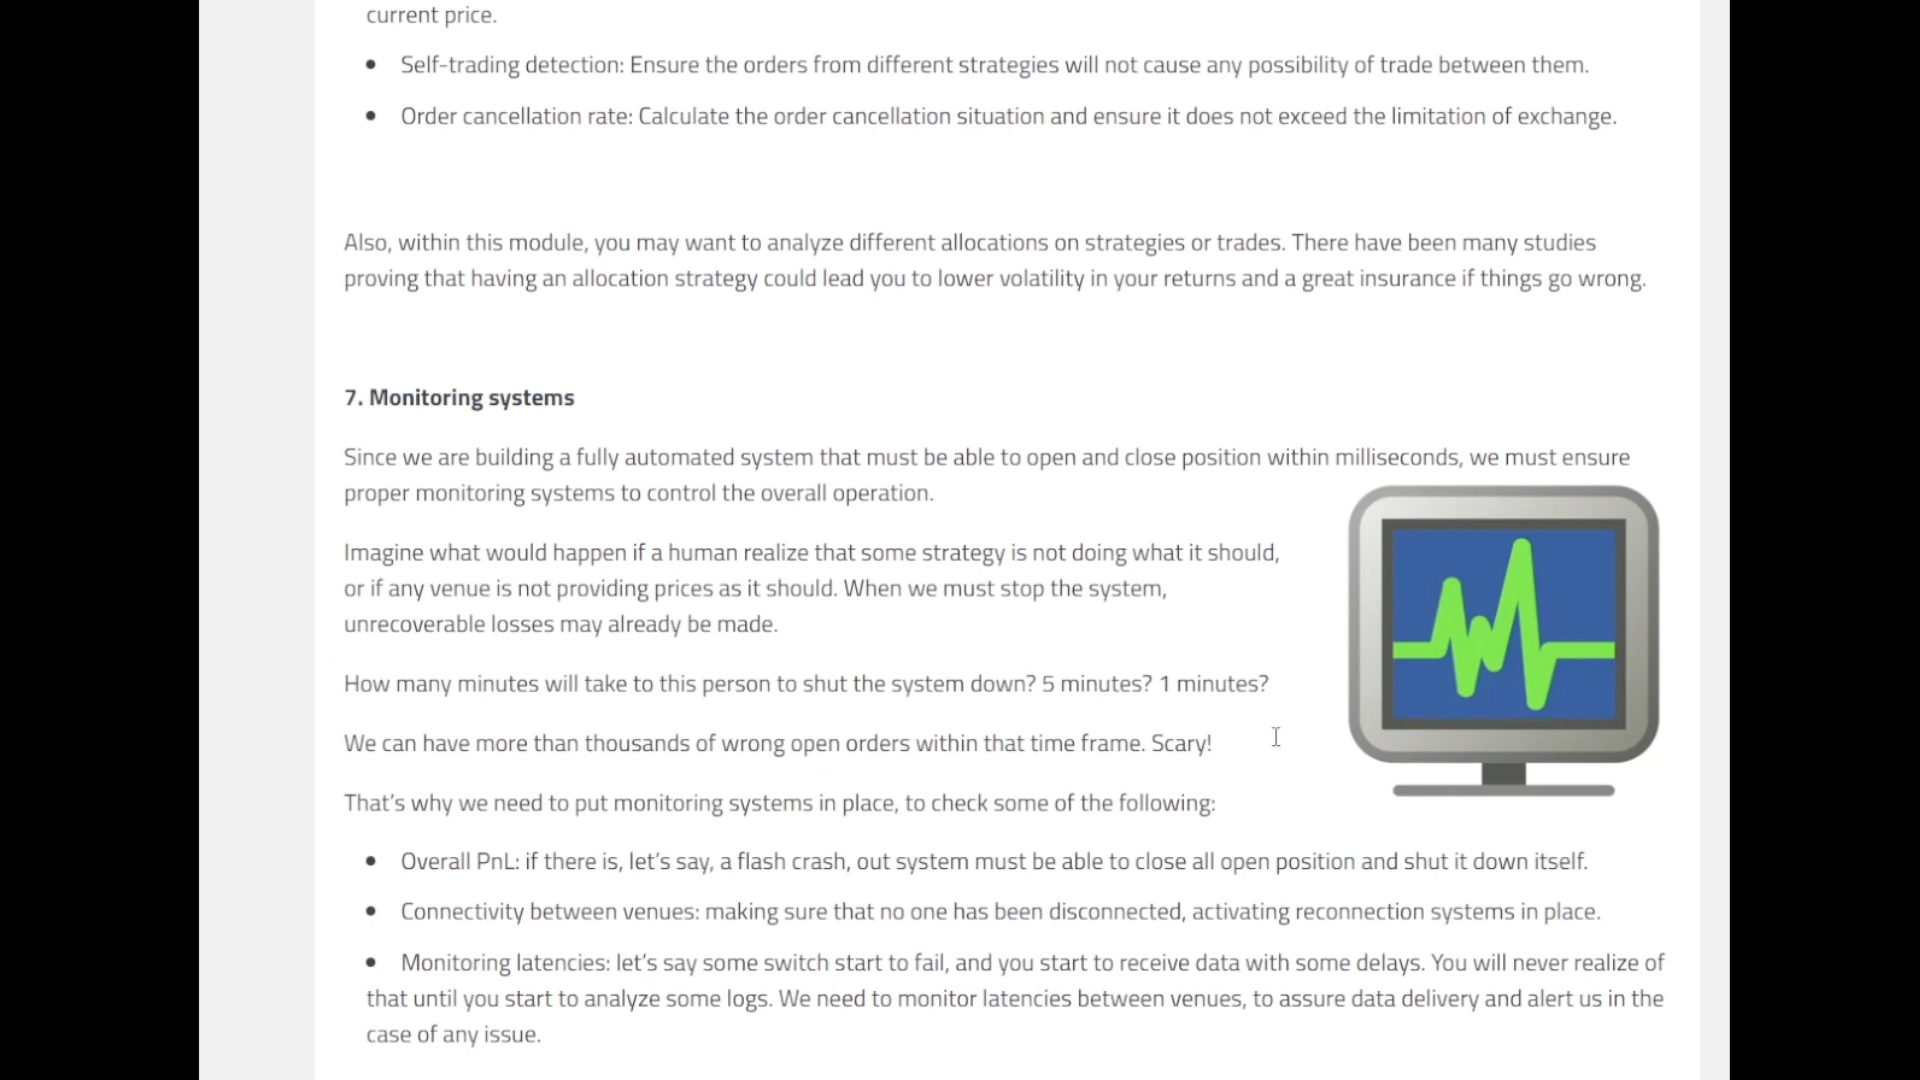 current price.
• Self-trading detection: Ensure the orders from different strategies will not cause any possibility of trade between them.
• Order cancellation rate: Calculate the order cancellation situation and ensure it does not exceed the limitation of exchange.
Also, within this module, you may want to analyze different allocations on strategies or trades. There have been many studies
proving that having an allocation strategy could lead you to lower volatility in your returns and a great insurance if things go wrong.
7. Monitoring systems
Since we are building a fully automated system that must be able to open and close position within milliseconds, we must ensure
proper monitoring systems to control the overall operation.
Imagine what would happen if a human realize that some strategy is not doing what it should,
or if any venue is not providing prices as it should. When we must stop the system,
unrecoverable losses may already be made.
How many minutes will take to this person to shut the system down? 5 minutes? 1 minutes?
We can have more than thousands of wrong open orders within that time frame. Scary!
That’s why we need to put monitoring systems in place, to check some of the following:
• Overall PnL: if there is, let’s say, a flash crash, out system must be able to close all open position and shut it down itself.
• Connectivity between venues: making sure that no one has been disconnected, activating reconnection systems in place.
• Monitoring latencies: let’s say some switch start to fail, and you start to receive data with some delays. You will never realize of
that until you start to analyze some logs. We need to monitor latencies between venues, to assure data delivery and alert us in the
case of any issue.